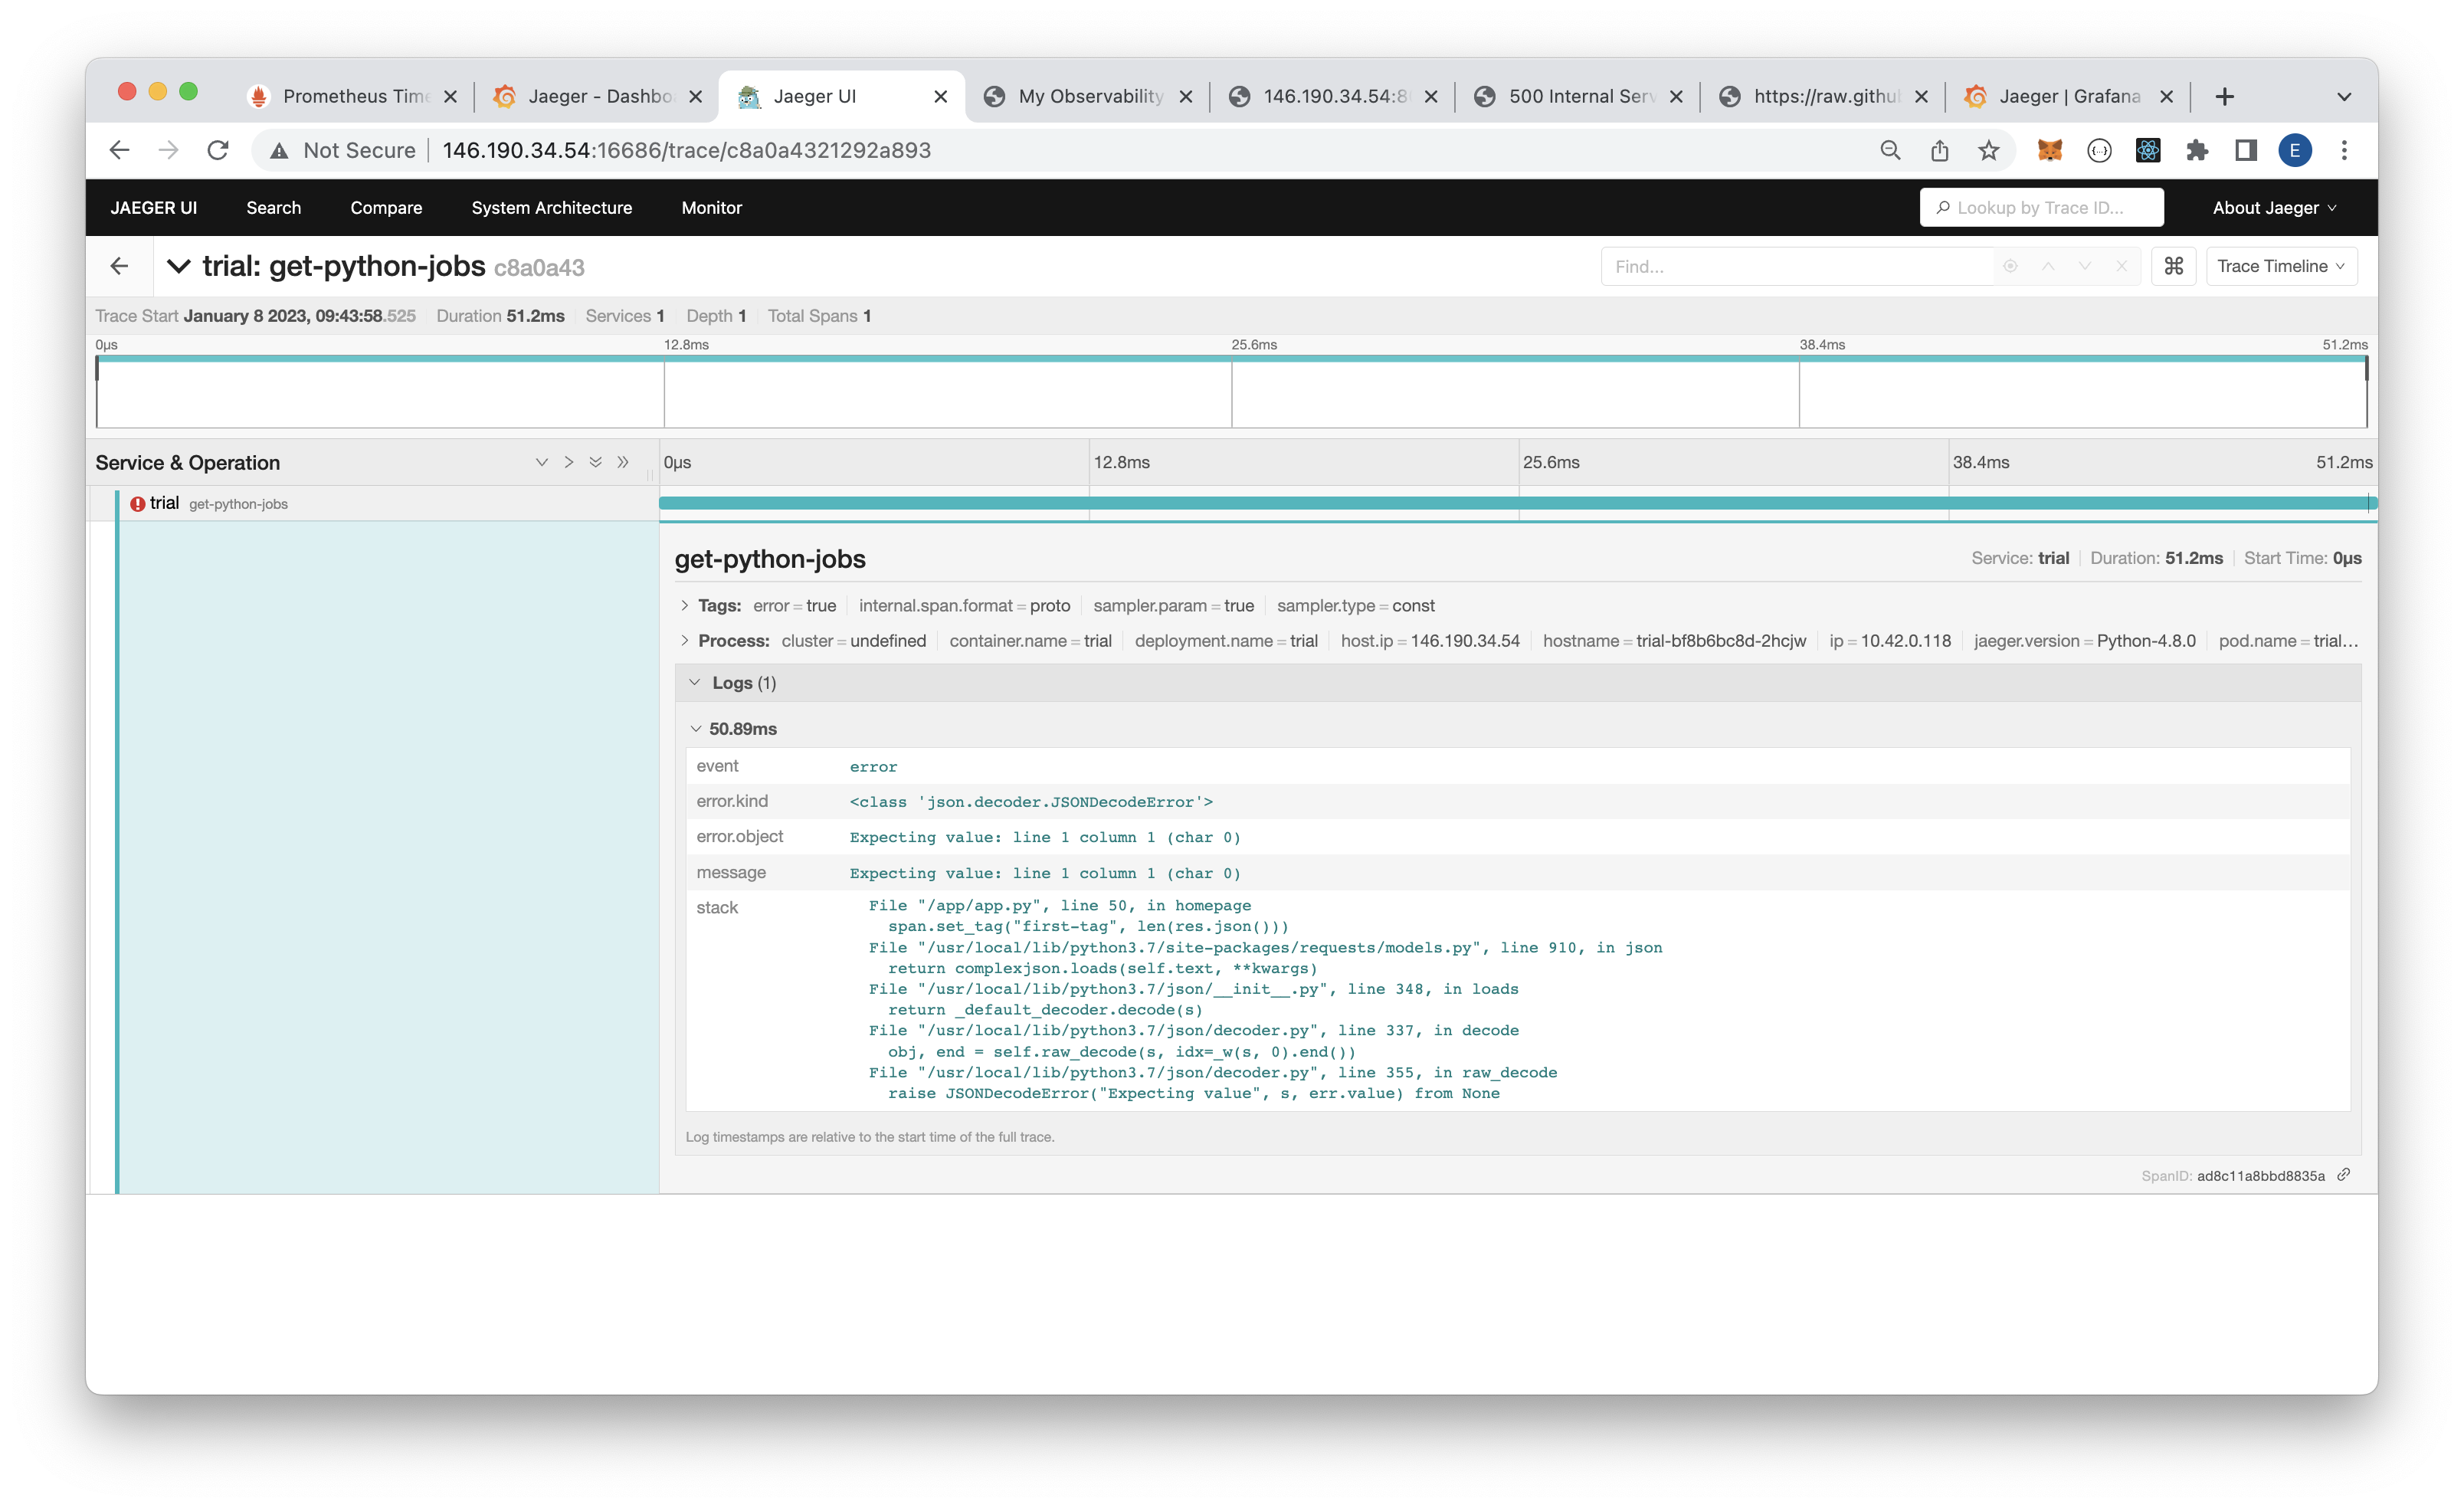 Prometheus Time
Jaeger - Dashbo
Jaeger UI
My Observability
146.190.34.54:8
500 Internal Serv
https://raw.githu
Jaeger | Grafana
Not Secure
146.190.34.54:16686/trace/c8a0a4321292a893
E
JAEGER UI
Search
Compare
System Architecture
Monitor
Lookup by Trace ID...
About Jaeger
trial: get-python-jobs c8a0a43
Find...
⌘
Trace Timeline
Trace Start January 8 2023, 09:43:58.525 Duration 51.2ms Services 1 Depth 1 Total Spans 1
0μs 12.8ms 25.6ms 38.4ms 51.2ms
Service & Operation
0μs 12.8ms 25.6ms 38.4ms 51.2ms
trial get-python-jobs
get-python-jobs
Service: trial Duration: 51.2ms Start Time: 0μs
Tags: error = true internal.span.format = proto sampler.param = true sampler.type = const
Process: cluster = undefined container.name = trial deployment.name = trial host.ip = 146.190.34.54 hostname = trial-bf8b6bc8d-2hcjw ip = 10.42.0.118 jaeger.version = Python-4.8.0 pod.name = trial…
Logs (1)
50.89ms
event error
error.kind <class 'json.decoder.JSONDecodeError'>
error.object Expecting value: line 1 column 1 (char 0)
message Expecting value: line 1 column 1 (char 0)
stack File "/app/app.py", line 50, in homepage
span.set_tag("first-tag", len(res.json()))
File "/usr/local/lib/python3.7/site-packages/requests/models.py", line 910, in json
return complexjson.loads(self.text, **kwargs)
File "/usr/local/lib/python3.7/json/__init__.py", line 348, in loads
return _default_decoder.decode(s)
File "/usr/local/lib/python3.7/json/decoder.py", line 337, in decode
obj, end = self.raw_decode(s, idx=_w(s, 0).end())
File "/usr/local/lib/python3.7/json/decoder.py", line 355, in raw_decode
raise JSONDecodeError("Expecting value", s, err.value) from None
Log timestamps are relative to the start time of the full trace.
SpanID: ad8c11a8bbd8835a